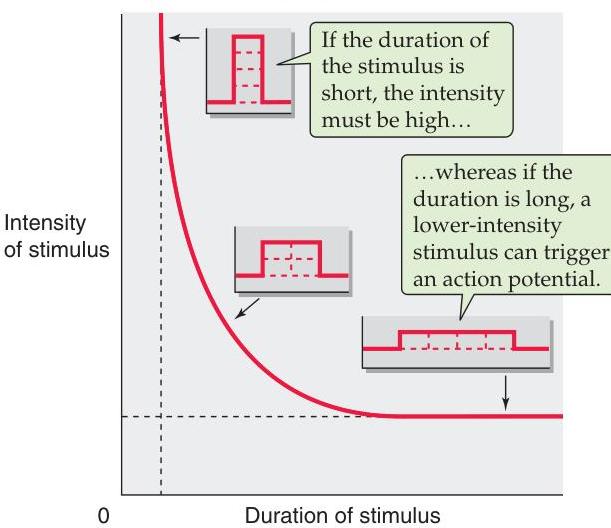 If the duration of
the stimulus is
short, the intensity
must be high…
…whereas if the
duration is long, a
lower-intensity
stimulus can trigger
an action potential.
Intensity
of stimulus
0
Duration of stimulus